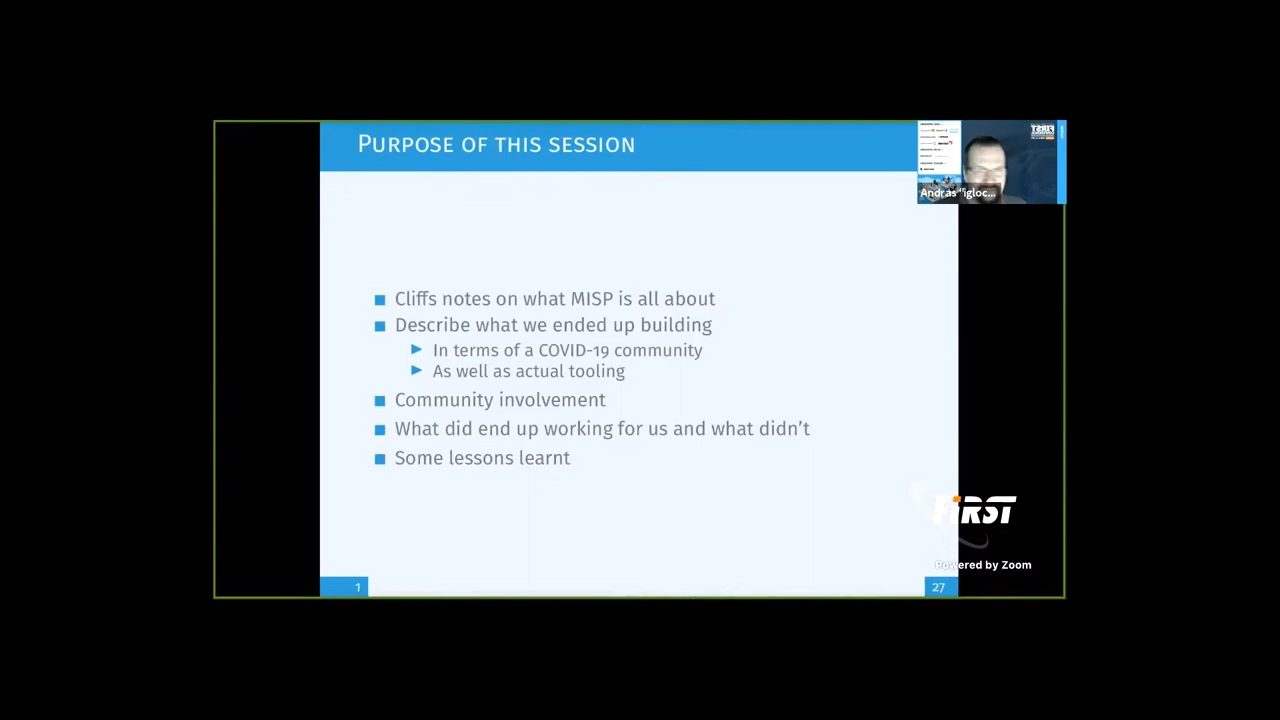 PURPOSE OF THIS SESSION
Andras "igloc...
Cliffs notes on what MISP is all about
Describe what we ended up building
In terms of a COVID-19 community
As well as actual tooling
Community involvement
What did end up working for us and what didn't
Some lessons learnt
FIRST
Powered by Zoom
1
27